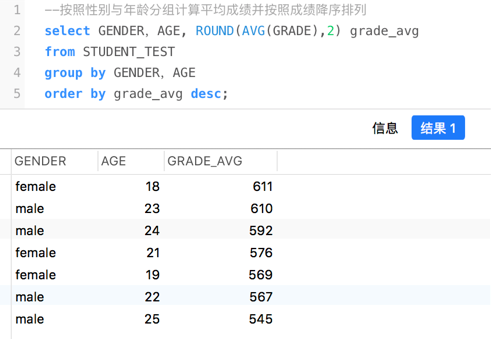 1 --按照性别与年龄分组计算平均成绩并按照成绩降序排列
2 select GENDER, AGE, ROUND(AVG(GRADE),2) grade_avg
3 from STUDENT_TEST
4 group by GENDER, AGE
5 order by grade_avg desc;
信息 结果 1
GENDER AGE GRADE_AVG
female 18 611
male 23 610
male 24 592
female 21 576
female 19 569
male 22 567
male 25 545